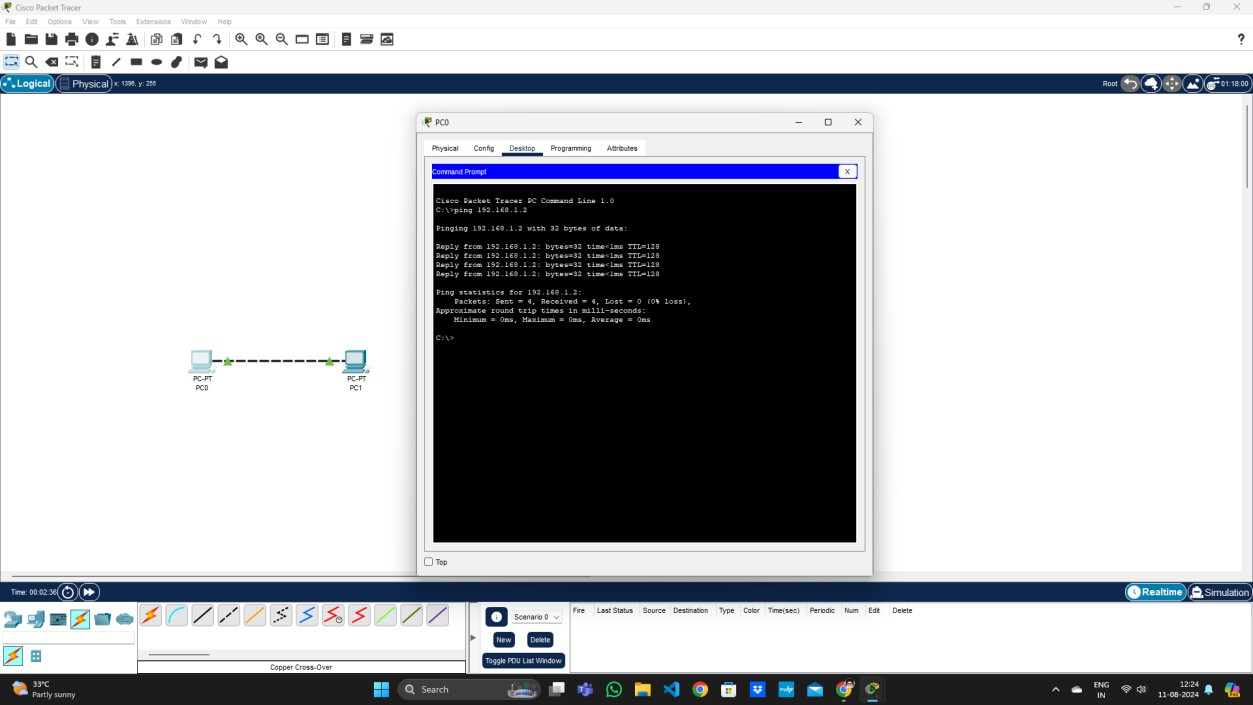 Cisco Packet Tracer
File Edit Options View Tools Extensions Window Help
?
Logical Physical x: 1396, y: 255 Root 01:18:00
PC0
Physical Config Desktop Programming Attributes
Command Prompt X
Cisco Packet Tracer PC Command Line 1.0
C:\>ping 192.168.1.2
Pinging 192.168.1.2 with 32 bytes of data:
Reply from 192.168.1.2: bytes=32 time<1ms TTL=128
Reply from 192.168.1.2: bytes=32 time<1ms TTL=128
Reply from 192.168.1.2: bytes=32 time<1ms TTL=128
Reply from 192.168.1.2: bytes=32 time<1ms TTL=128
Ping statistics for 192.168.1.2:
Packets: Sent = 4, Received = 4, Lost = 0 (0% loss),
Approximate round trip times in milli-seconds:
Minimum = 0ms, Maximum = 0ms, Average = 0ms
C:\>
PC-PT
PC0
PC-PT
PC1
Top
Time: 00:02:36 Realtime Simulation
Scenario 0
New Delete
Toggle PDU List Window
Fire Last Status Source Destination Type Color Time(sec) Periodic Num Edit Delete
Copper Cross-Over
33°C
Partly sunny
Search
ENG
IN
12:24
11-08-2024